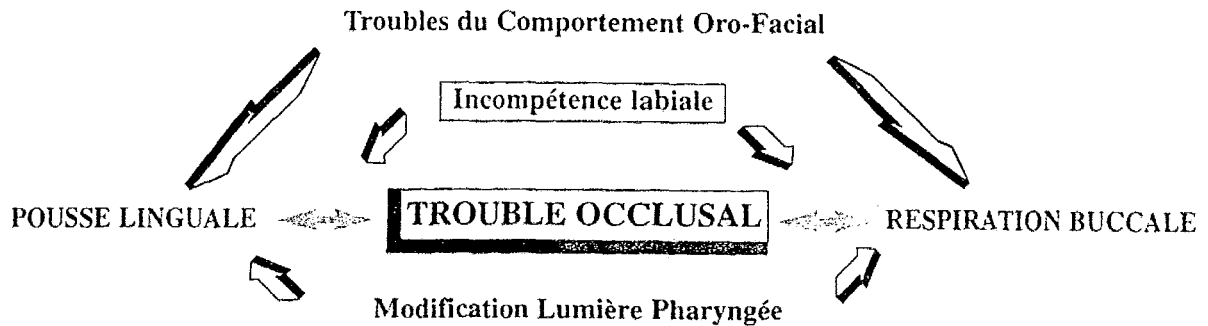 Troubles du Comportement Oro-Facial
Incompétence labiale
POUSSE LINGUALE TROUBLE OCCLUSAL RESPIRATION BUCCALE
Modification Lumière Pharyngée